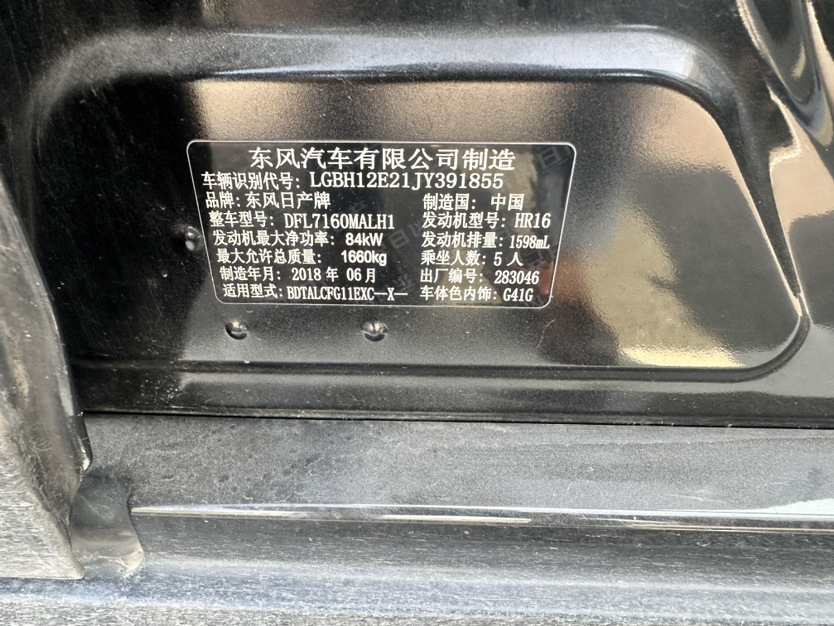 东风汽车有限公司制造
车辆识别代号: LGBH12E21JY391855
品牌: 东风日产牌 制造国: 中国
整车型号: DFL7160MALH1 发动机型号: HR16
发动机最大净功率: 84kW 发动机排量: 1598mL
最大允许总质量: 1660kg 乘坐人数: 5 人
制造年月: 2018 年 06 月 出厂编号: 283046
适用型式: BDTALCFG11EXC--X- 车体色内饰: G41G